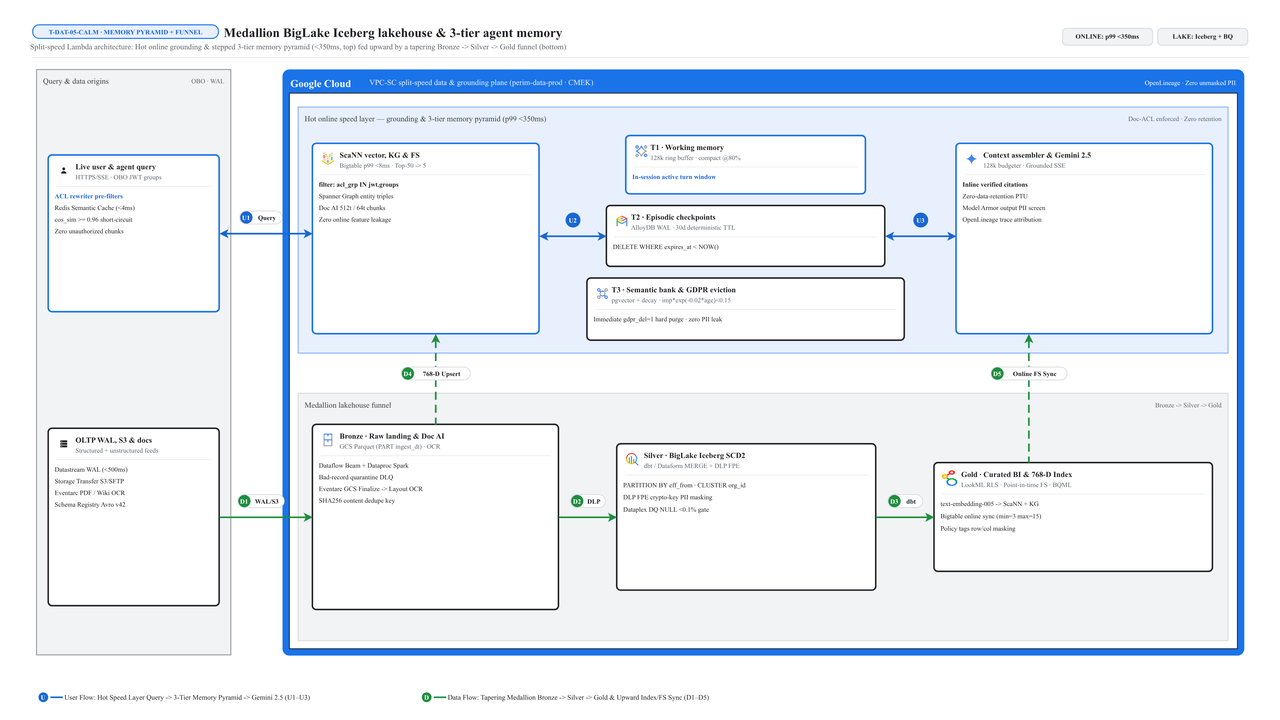 T-DAT-05-CALM · MEMORY PYRAMID + FUNNEL
Medallion BigLake Iceberg lakehouse & 3-tier agent memory
Split-speed Lambda architecture: Hot online grounding & stepped 3-tier memory pyramid (<350ms, top) fed upward by a tapering Bronze -> Silver -> Gold funnel (bottom)
ONLINE: p99 <350ms
LAKE: Iceberg + BQ
Query & data origins
OBO · WAL
Live user & agent query
HTTPS/SSE · OBO JWT groups
ACL rewriter pre-filters
Redis Semantic Cache (<4ms)
cos_sim >= 0.96 short-circuit
Zero unauthorized chunks
OLTP WAL, S3 & docs
Structured + unstructured feeds
Datastream WAL (<500ms)
Storage Transfer S3/SFTP
Eventarc PDF / Wiki OCR
Schema Registry Avro v42
U1 Query
D1 WAL/S3
Google Cloud
VPC-SC split-speed data & grounding plane (perim-data-prod · CMEK)
OpenLineage · Zero unmasked PII
Hot online speed layer — grounding & 3-tier memory pyramid (p99 <350ms)
Doc-ACL enforced · Zero retention
ScaNN vector, KG & FS
Bigtable p99 <8ms · Top-50 -> 5
filter: acl_grp IN jwt.groups
Spanner Graph entity triples
Doc AI 512t / 64t chunks
Zero online feature leakage
U2
T1 · Working memory
128k ring buffer · compact @80%
In-session active turn window
T2 · Episodic checkpoints
AlloyDB WAL · 30d deterministic TTL
DELETE WHERE expires_at < NOW()
T3 · Semantic bank & GDPR eviction
pgvector + decay · imp*exp(-0.02*age)<0.15
Immediate gdpr_del=1 hard purge · zero PII leak
U3
Context assembler & Gemini 2.5
128k budgeter · Grounded SSE
Inline verified citations
Zero-data-retention PTU
Model Armor output PII screen
OpenLineage trace attribution
D4 768-D Upsert
D5 Online FS Sync
Medallion lakehouse funnel
Bronze -> Silver -> Gold
Bronze · Raw landing & Doc AI
GCS Parquet (PART ingest_dt) · OCR
Dataflow Beam + Dataproc Spark
Bad-record quarantine DLQ
Eventarc GCS Finalize -> Layout OCR
SHA256 content dedupe key
D2 DLP
Silver · BigLake Iceberg SCD2
dbt / Dataform MERGE + DLP FPE
PARTITION BY eff_from · CLUSTER org_id
DLP FPE crypto-key PII masking
Dataplex DQ NULL <0.1% gate
D3 dbt
Gold · Curated BI & 768-D Index
LookML RLS · Point-in-time FS · BQML
text-embedding-005 -> ScaNN + KG
Bigtable online sync (min=3 max=15)
Policy tags row/col masking
U User Flow: Hot Speed Layer Query -> 3-Tier Memory Pyramid -> Gemini 2.5 (U1–U3)
D Data Flow: Tapering Medallion Bronze -> Silver -> Gold & Upward Index/FS Sync (D1–D5)